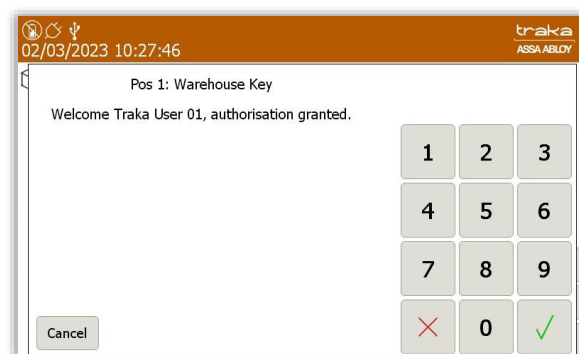 traka
02/03/2023 10:27:46
ASSA ABLOY
Pos 1: Warehouse Key
Welcome Traka User 01, authorisation granted.
1 2 3
4 5 6
7 8 9
Cancel
0